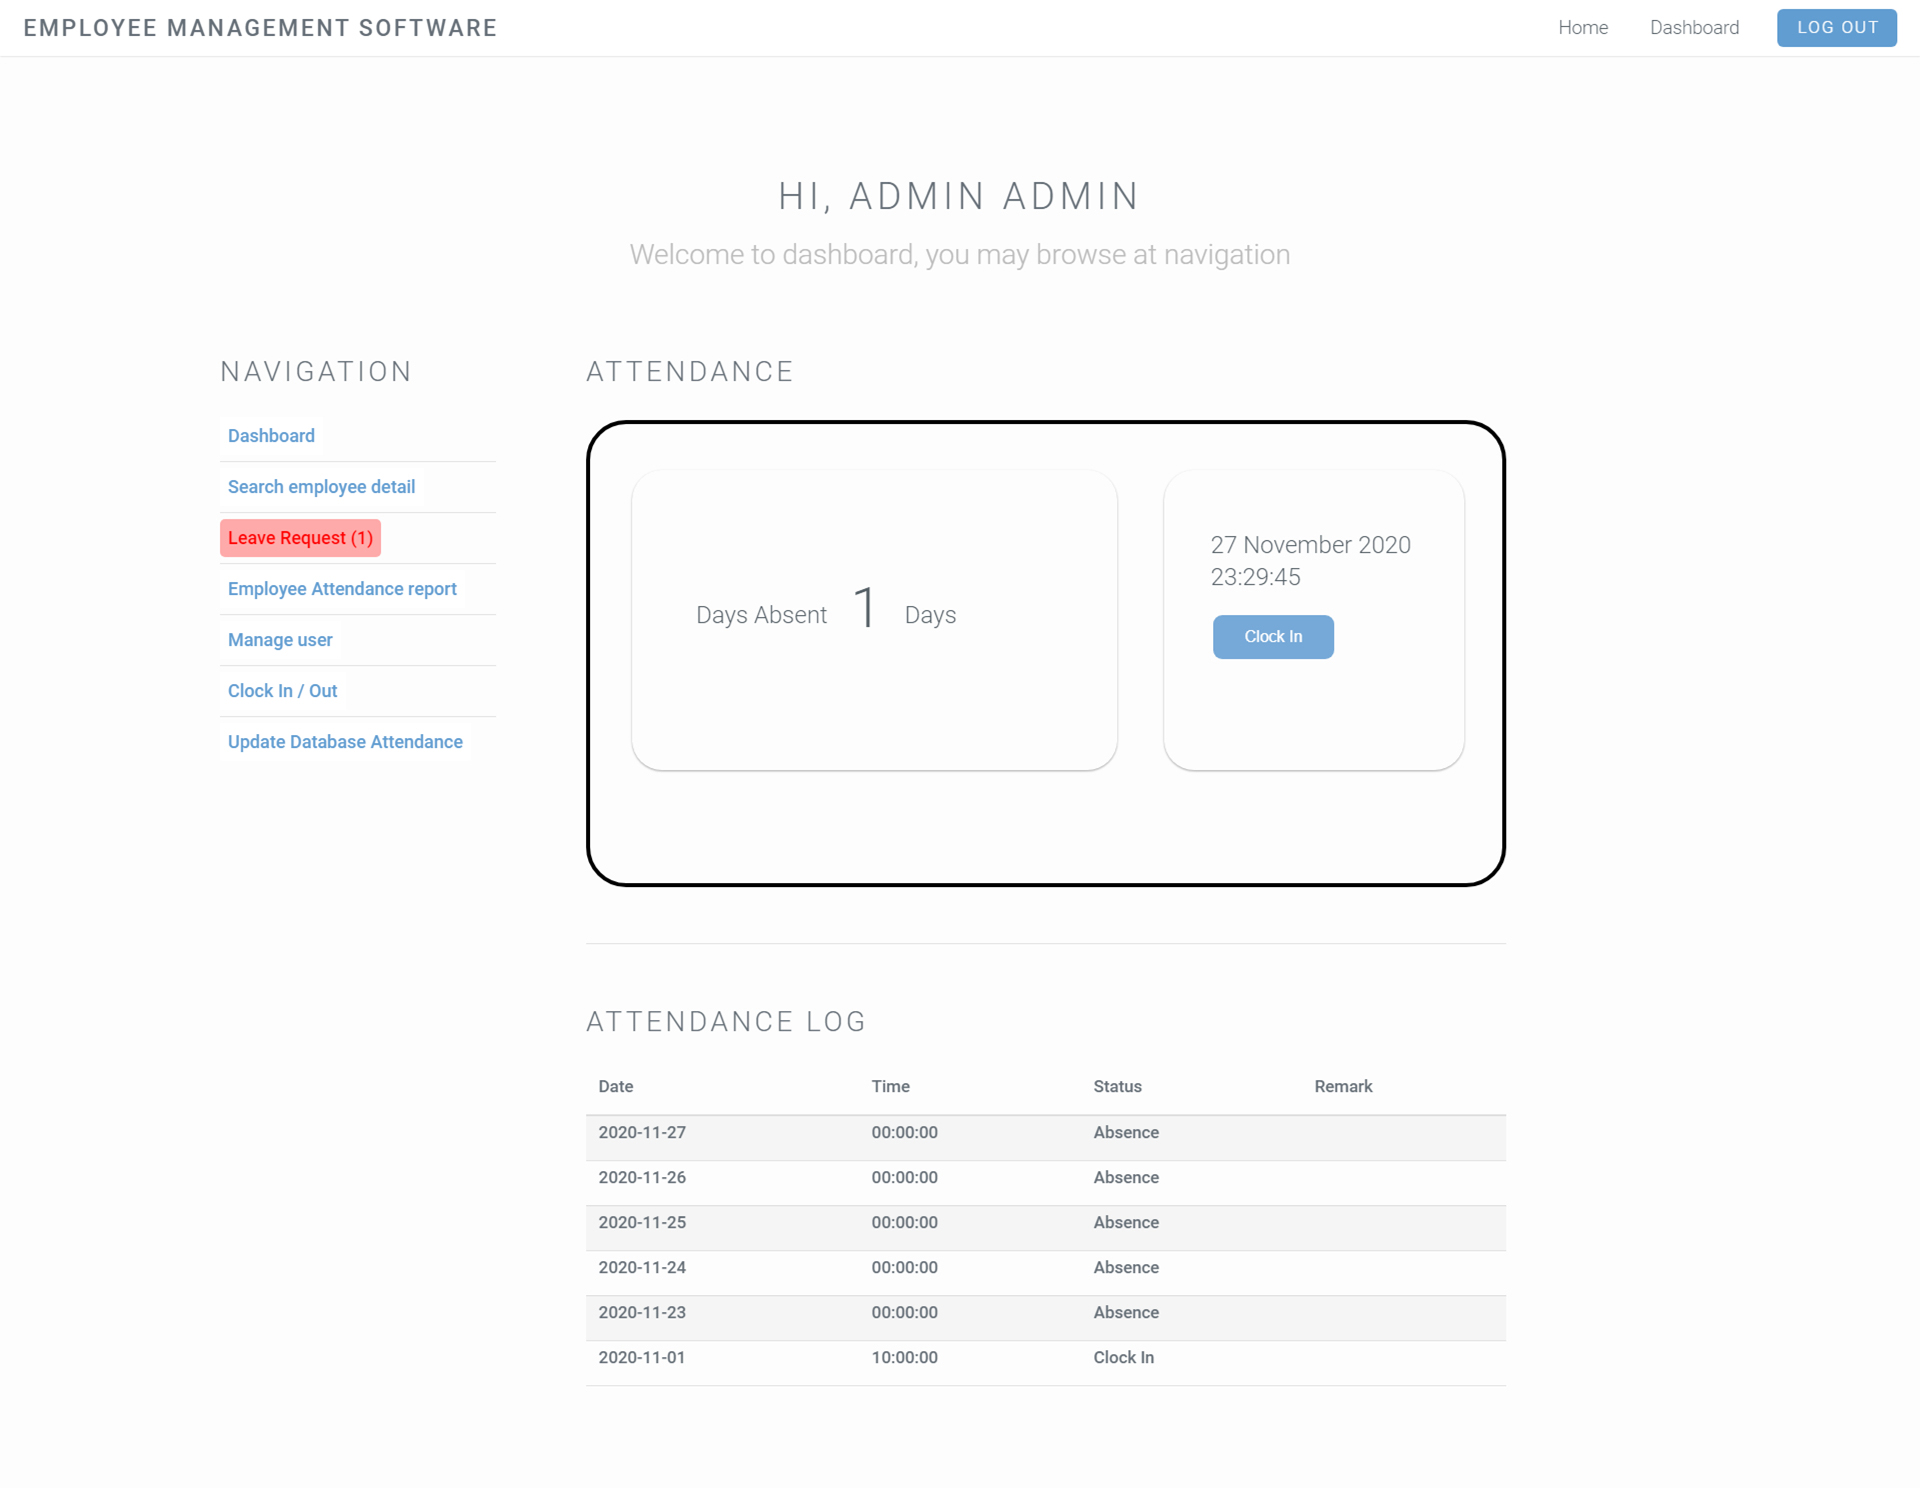 EMPLOYEE MANAGEMENT SOFTWARE
Home Dashboard LOG OUT
HI, ADMIN ADMIN
Welcome to dashboard, you may browse at navigation
NAVIGATION
Dashboard
Search employee detail
Leave Request (1)
Employee Attendance report
Manage user
Clock In / Out
Update Database Attendance
ATTENDANCE
Days Absent 1 Days
27 November 2020
23:29:45
Clock In
ATTENDANCE LOG
Date Time Status Remark
2020-11-27 00:00:00 Absence
2020-11-26 00:00:00 Absence
2020-11-25 00:00:00 Absence
2020-11-24 00:00:00 Absence
2020-11-23 00:00:00 Absence
2020-11-01 10:00:00 Clock In